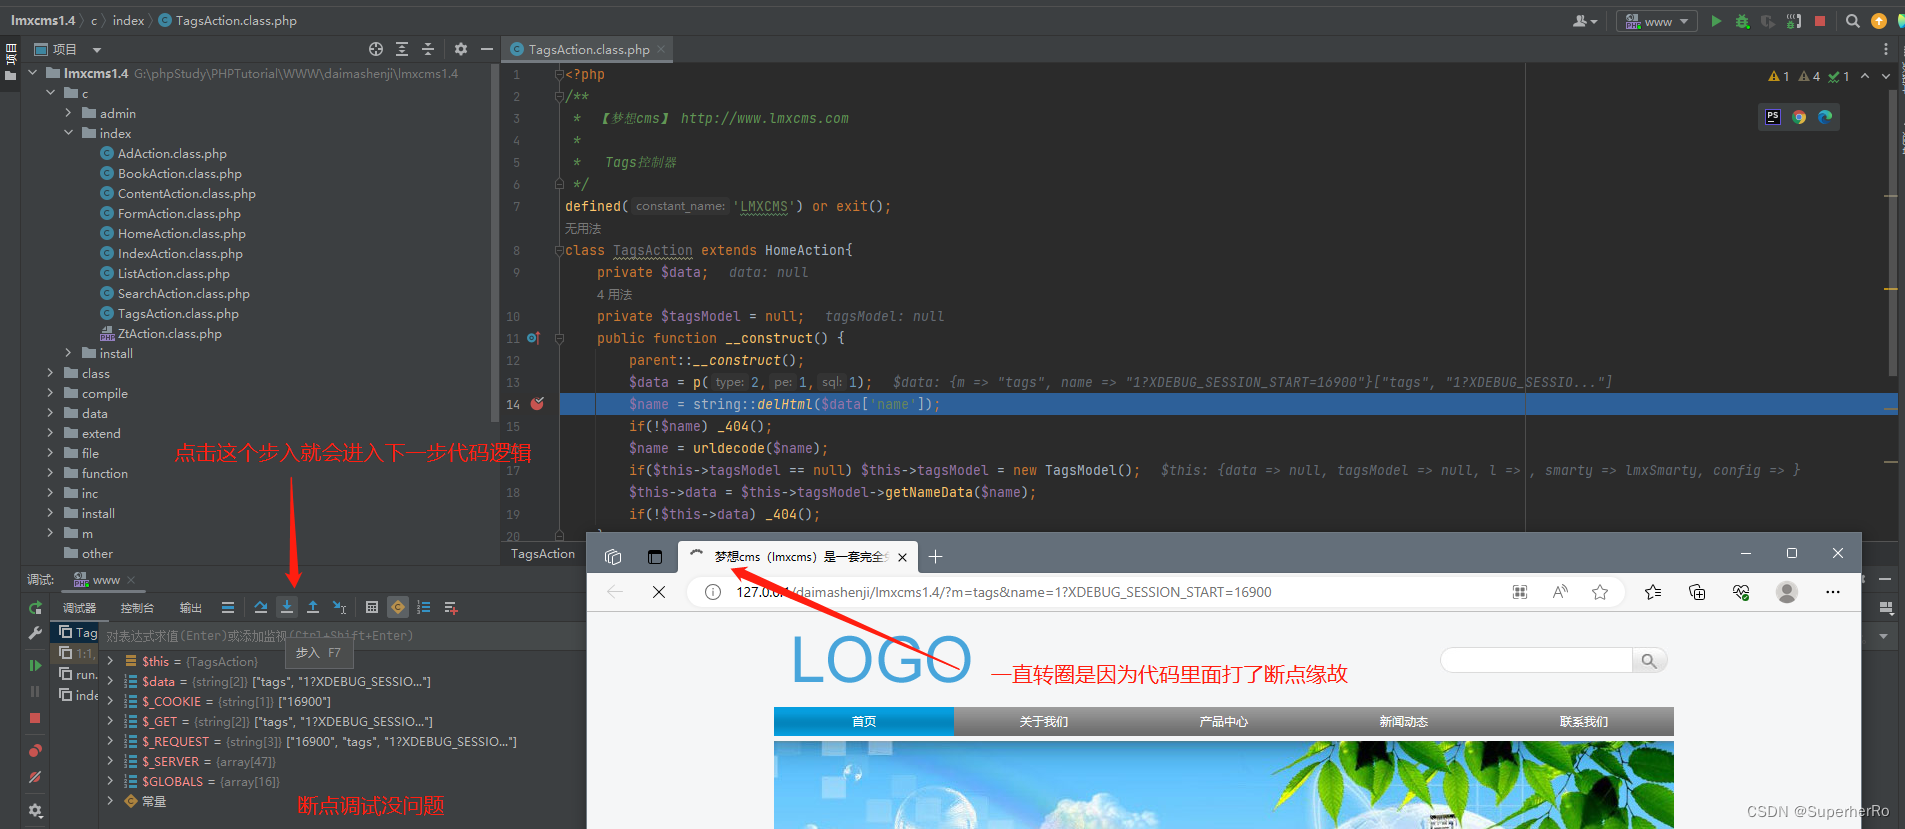 lmxcms1.4 〉 c 〉 index 〉 TagsAction.class.php
www
项目
项目
TagsAction.class.php
lmxcms1.4 G:\phpStudy\PHPTutorial\WWW\daimashenji\lmxcms1.4
c
admin
index
AdAction.class.php
BookAction.class.php
ContentAction.class.php
FormAction.class.php
HomeAction.class.php
IndexAction.class.php
ListAction.class.php
SearchAction.class.php
TagsAction.class.php
ZtAction.class.php
install
class
compile
data
extend
file
function
inc
install
m
other
1 <?php
2 /**
3 * 【梦想cms】 http://www.lmxcms.com
4 *
5 * Tags控制器
6 */
7 defined( constant_name: 'LMXCMS') or exit();
无用法
8 class TagsAction extends HomeAction{
9 private $data; data: null
4 用法
10 private $tagsModel = null; tagsModel: null
11 public function __construct() {
12 parent::__construct();
13 $data = p( type: 2, pe: 1, sql: 1); $data: {m => "tags", name => "1?XDEBUG_SESSION_START=16900"}["tags", "1?XDEBUG_SESSIO..."]
14 $name = string::delHtml($data['name']);
15 if(!$name) _404();
$name = urldecode($name);
17 if($this->tagsModel == null) $this->tagsModel = new TagsModel(); $this: {data => null, tagsModel => null, l => , smarty => lmxSmarty, config => }
18 $this->data = $this->tagsModel->getNameData($name);
19 if(!$this->data) _404();
20
1 4 1
PS
点击这个步入就会进入下一步代码逻辑
TagsAction
调试: www
调试器 控制台 输出
对表达式求值(Enter)或添加监视(Ctrl+Shift+Enter)
步入 F7
Tag
1:1,
run.
inde
$this = {TagsAction}
$data = {string[2]} ["tags", "1?XDEBUG_SESSIO..."]
$_COOKIE = {string[1]} ["16900"]
$_GET = {string[2]} ["tags", "1?XDEBUG_SESSIO..."]
$_REQUEST = {string[3]} ["16900", "tags", "1?XDEBUG_SESSIO..."]
$_SERVER = {array[47]}
$GLOBALS = {array[16]}
常量
断点调试没问题
梦想cms（lmxcms）是一套完全
127.0.0.1/daimashenji/lmxcms1.4/?m=tags&name=1?XDEBUG_SESSION_START=16900
LOGO
一直转圈是因为代码里面打了断点缘故
首页 关于我们 产品中心 新闻动态 联系我们
CSDN @SuperherRo